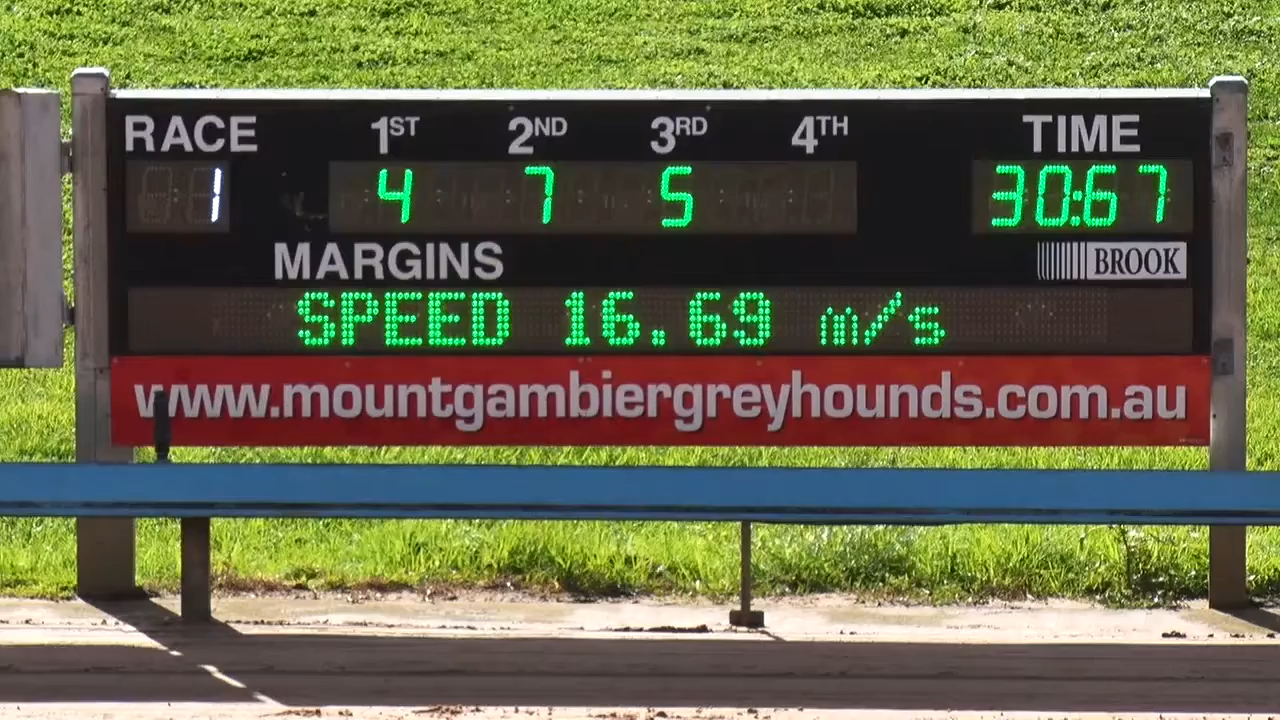 RACE 1ST 2ND 3RD 4TH TIME
1 4 7 5 30:67
MARGINS BROOK
SPEED 16.69 m/s
www.mountgambiergreyhounds.com.au